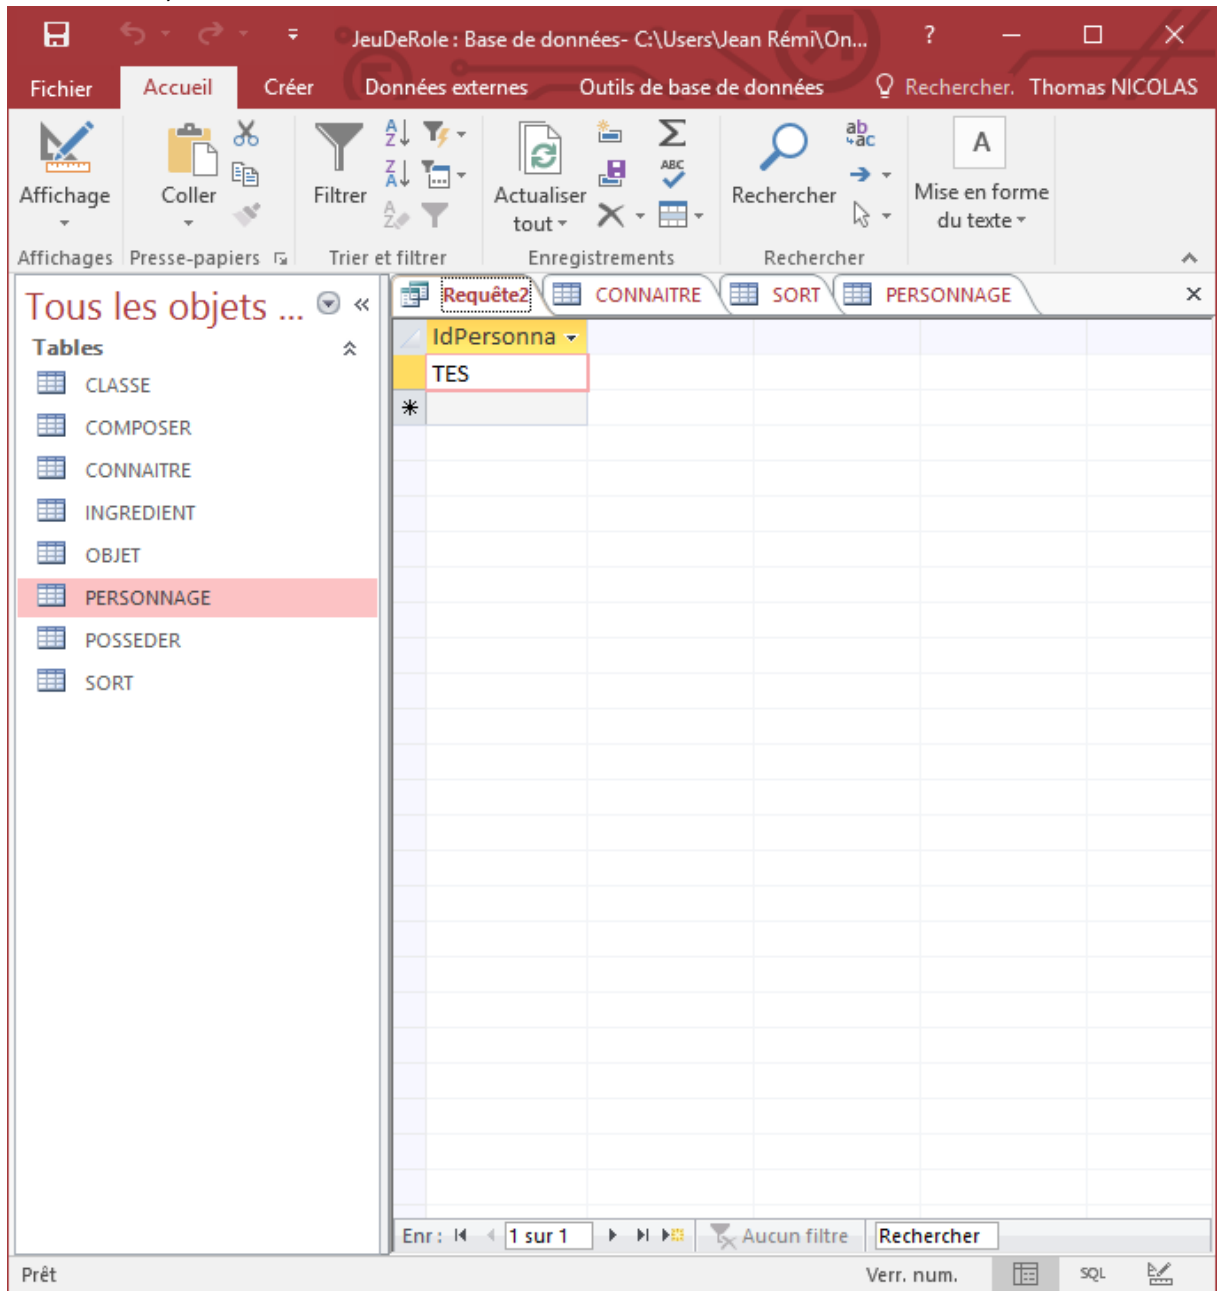 JeuDeRole : Base de données- C:\Users\Jean Rémi\On... ?
Fichier Accueil Créer Données externes Outils de base de données Rechercher. Thomas NICOLAS
Affichage Coller Filtrer Actualiser tout Rechercher Mise en forme du texte
ab
ac
ABC
A
Affichages Presse-papiers Trier et filtrer Enregistrements Rechercher
Tous les objets ... «
Tables
CLASSE
COMPOSER
CONNAITRE
INGREDIENT
OBJET
PERSONNAGE
POSSEDER
SORT
Requête2 CONNAITRE SORT PERSONNAGE
IdPersonna
TES
Enr : 1 sur 1 Aucun filtre Rechercher
Prêt Verr. num. SQL